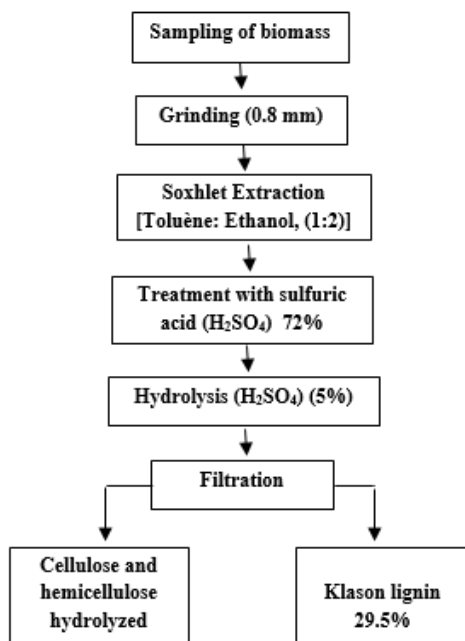 Sampling of biomass
Grinding (0.8 mm)
Soxhlet Extraction
[Toluène: Ethanol, (1:2)]
Treatment with sulfuric
acid (H₂SO₄) 72%
Hydrolysis (H₂SO₄) (5%)
Filtration
Cellulose and
hemicellulose
hydrolyzed
Klason lignin
29.5%